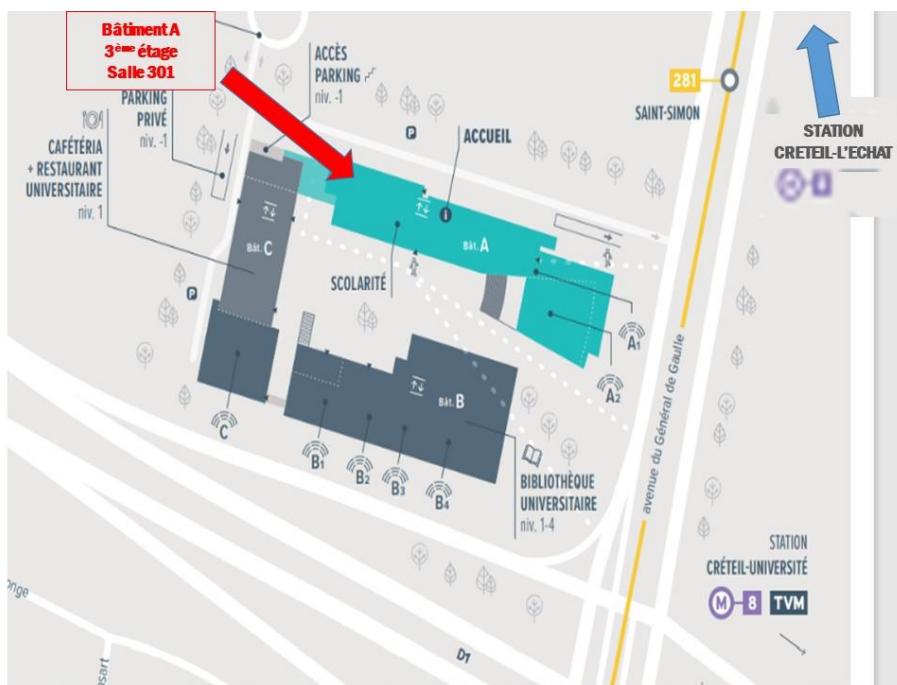 Bâtiment A
3ème étage
Salle 301
ACCÈS
PARKING
niv. -1
PARKING
PRIVÉ
niv. -1
CAFÉTÉRIA
+ RESTAURANT
UNIVERSITAIRE
niv. 1
P
ACCUEIL
i
281
SAINT-SIMON
STATION
CRETEIL-L'ECHAT
Bât. A
Bât. C
SCOLARITÉ
P
A1
A2
Bât. B
C
B1
B2
B3
B4
BIBLIOTHÈQUE
UNIVERSITAIRE
niv. 1-4
avenue du Général de Gaulle
STATION
CRÉTEIL-UNIVERSITÉ
M 8 TVM
D1